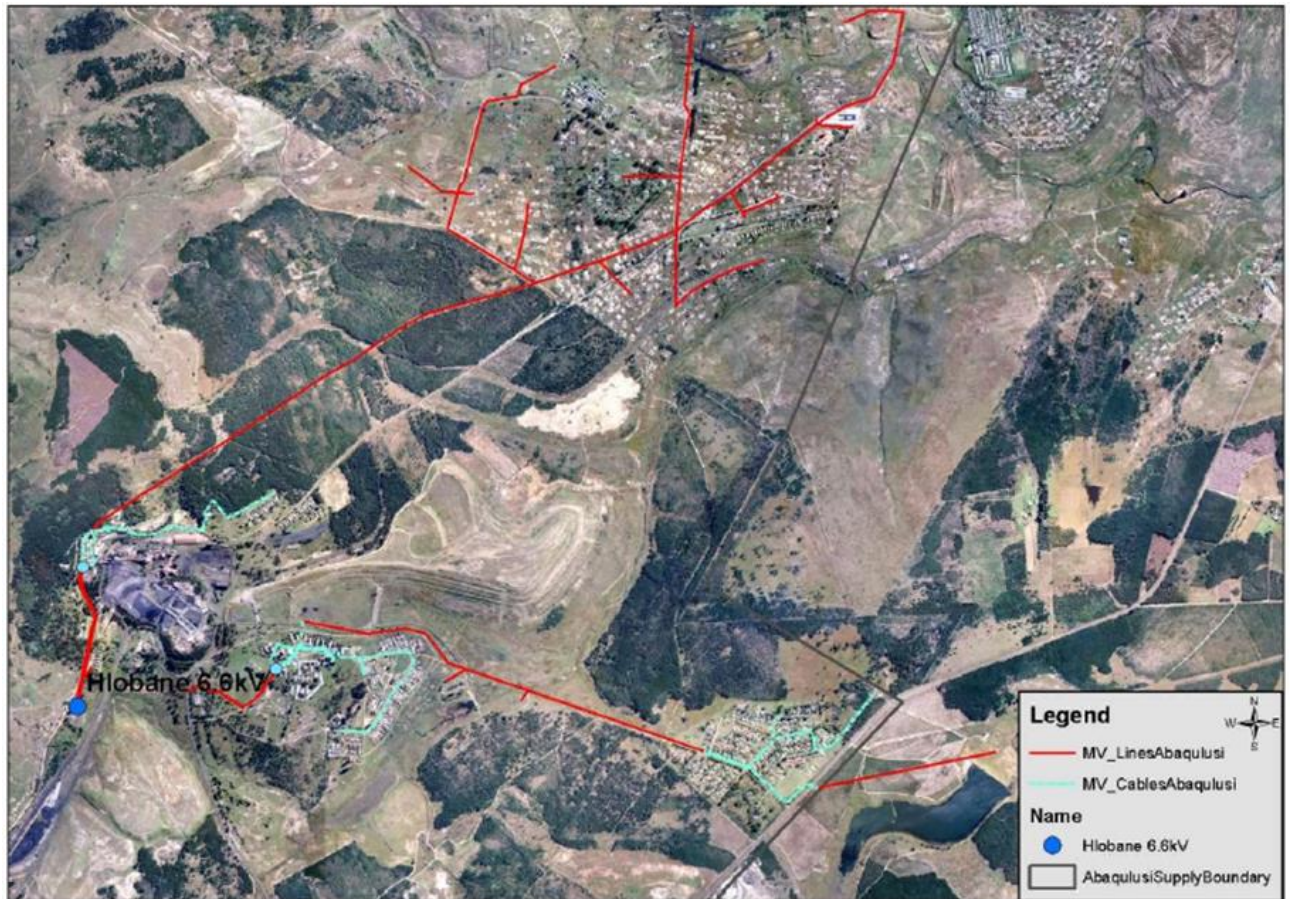 Hlobane 6.6kV
Legend
N
W E
S
MV_LinesAbaqulusi
MV_CablesAbaqulusi
Name
Hlobane 6.6kV
AbaqulusiSupplyBoundary